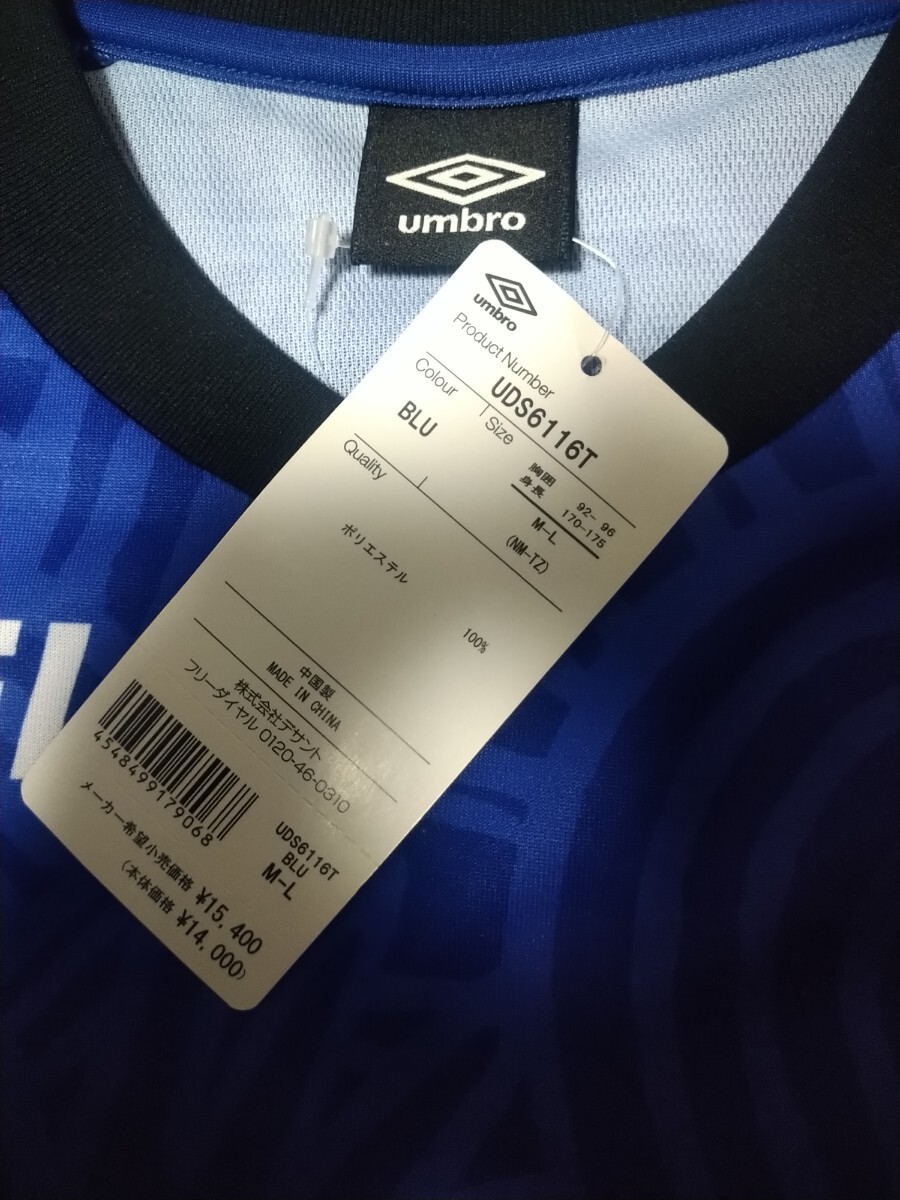 umbro
umbro
Product Number
UDS6116T
Colour
Size
BLU
胸囲 92- 96
身長 170-175
M-L
(NM-TZ)
Quality
ポリエステル 100%
中国製
MADE IN CHINA
株式会社デサント
フリーダイヤル 0120-46-0310
4548499179068
UDS6116T
BLU
M-L
メーカー希望小売価格 ¥15,400
(本体価格 ¥14,000)